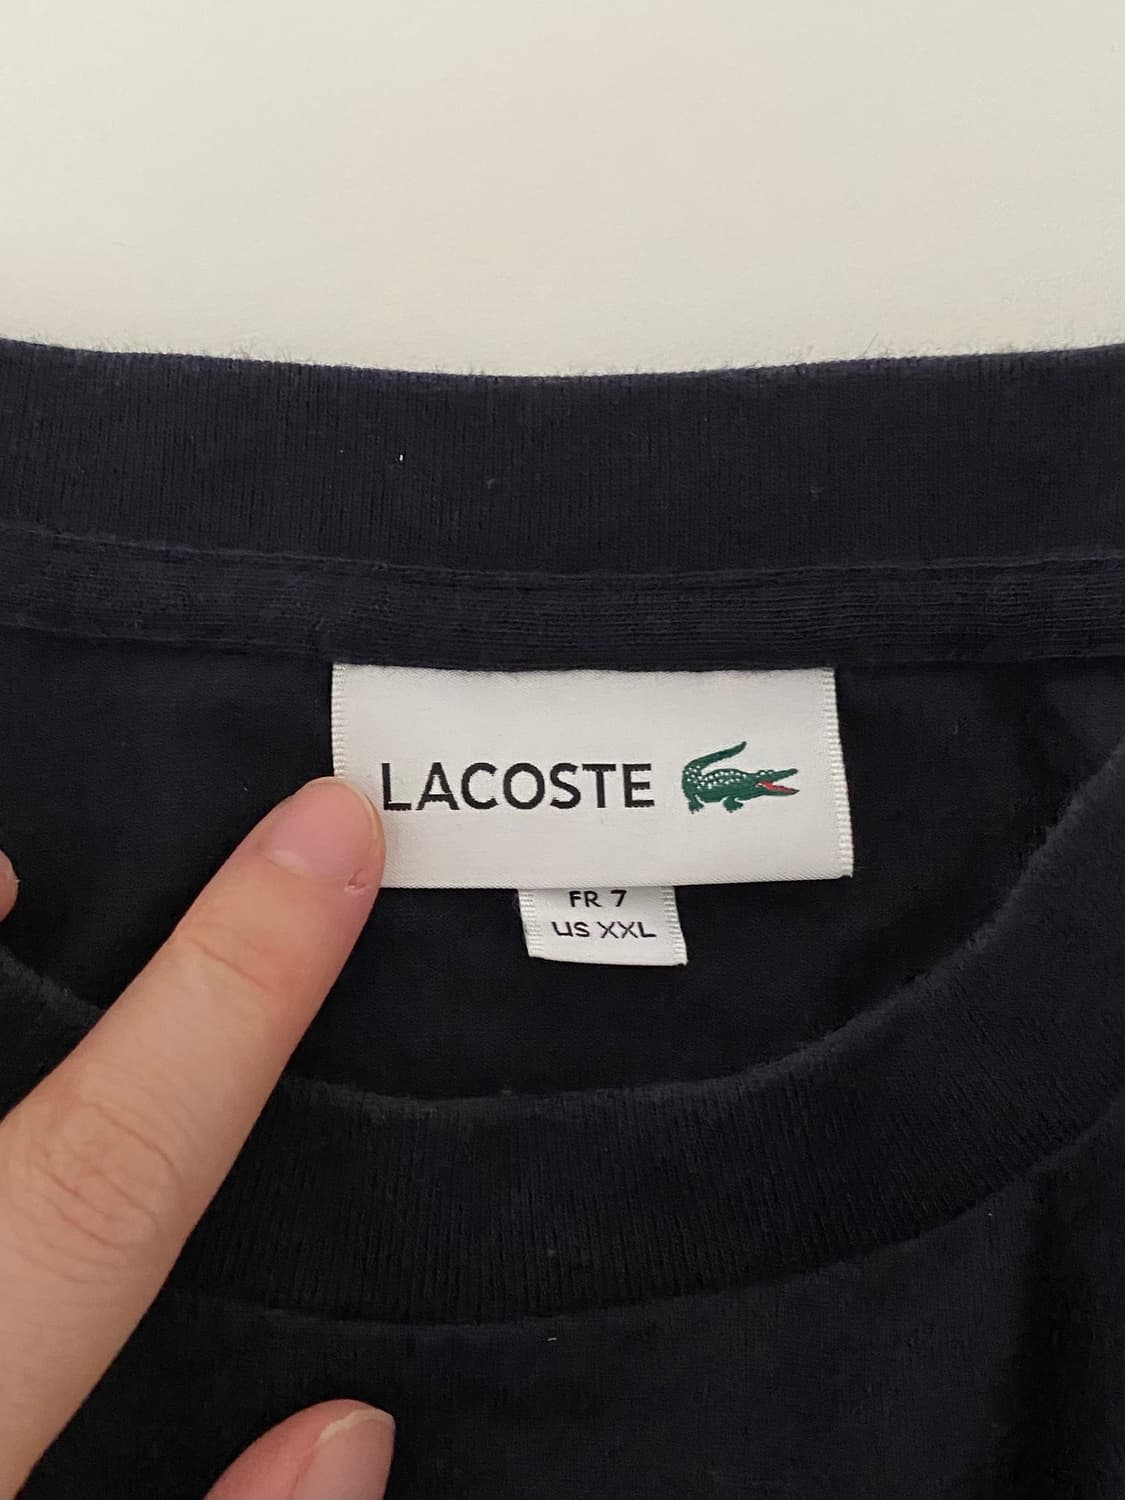 LACOSTE
FR 7
US XXL